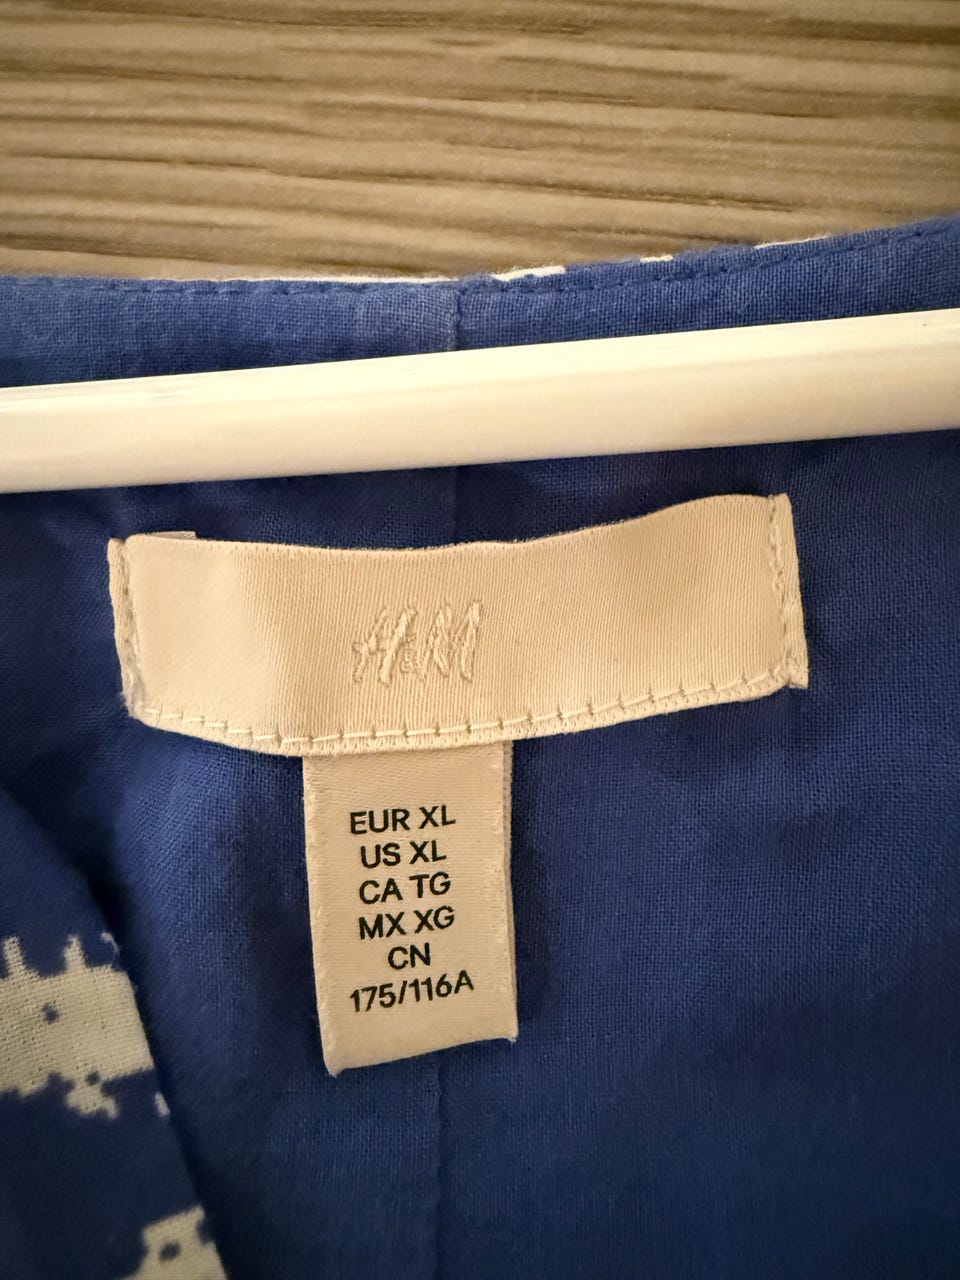 H&M
EUR XL
US XL
CA TG
MX XG
CN
175/116A